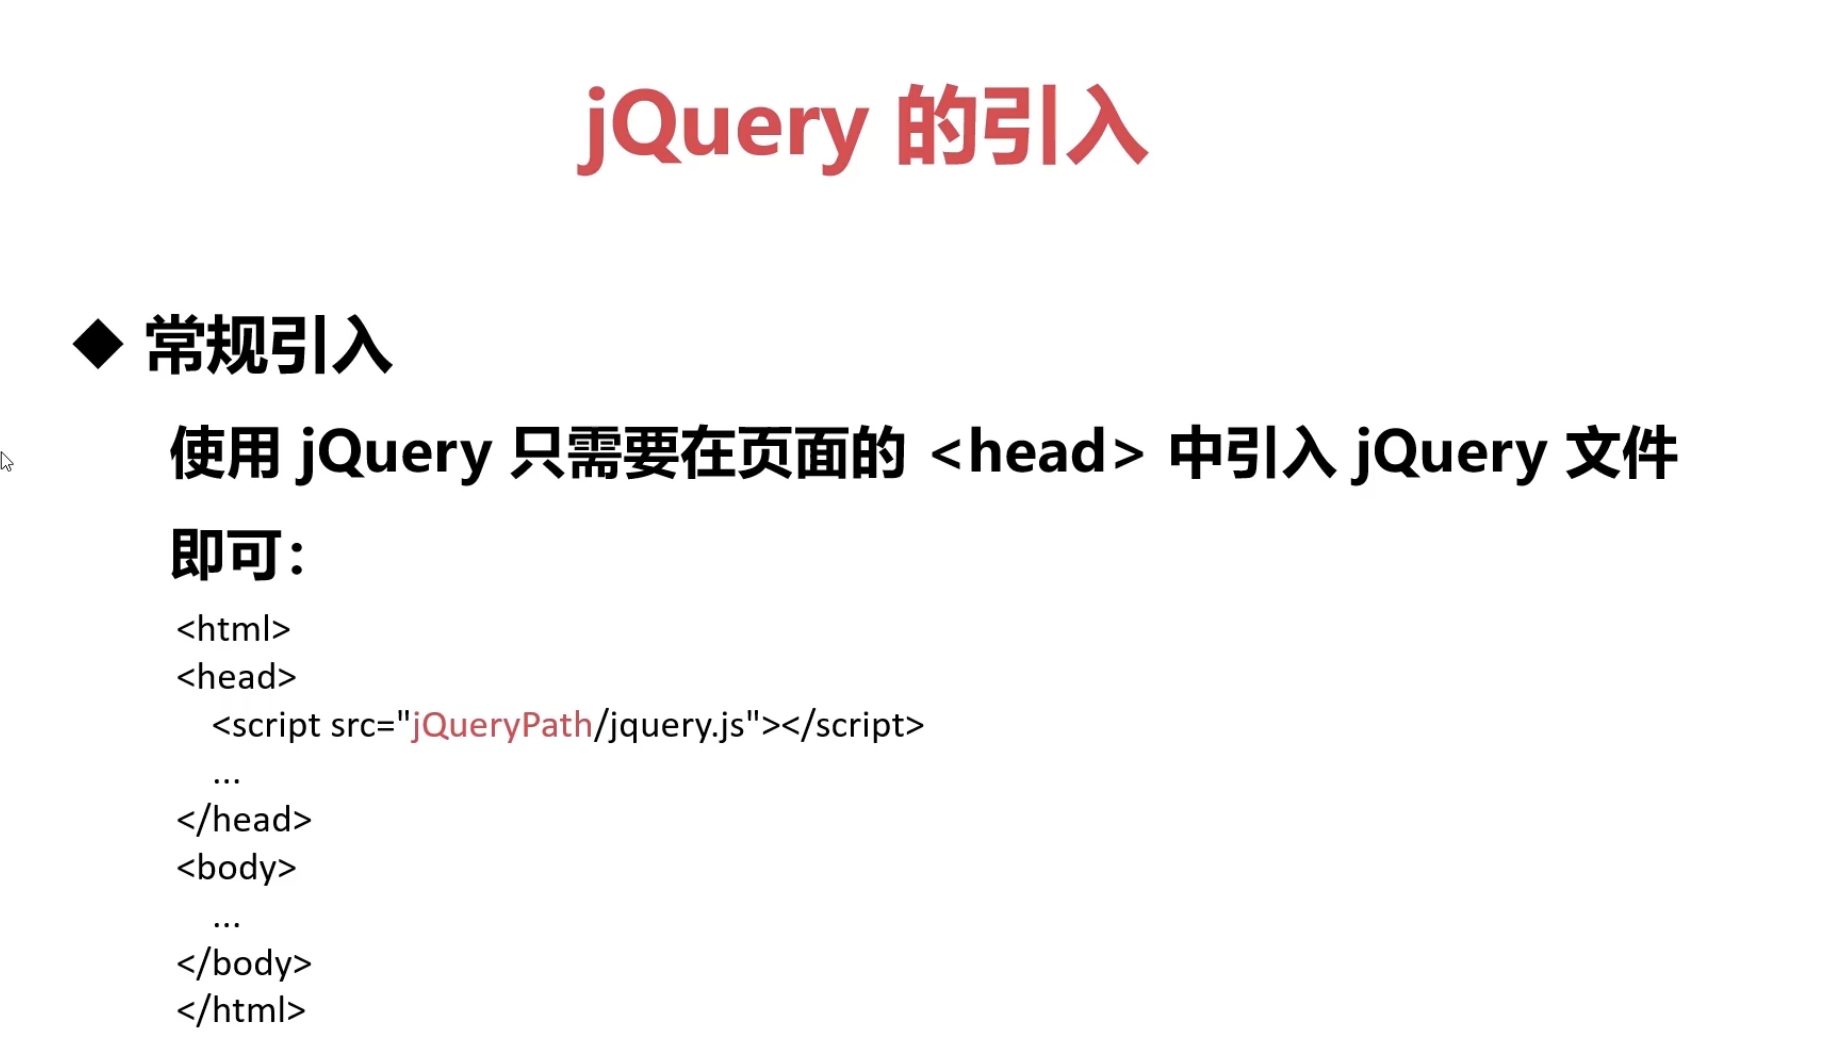 jQuery 的引入
◆ 常规引入
使用 jQuery 只需要在页面的 <head> 中引入 jQuery 文件
即可：
<html>
<head>
<script src="jQueryPath/jquery.js"></script>
...
</head>
<body>
...
</body>
</html>